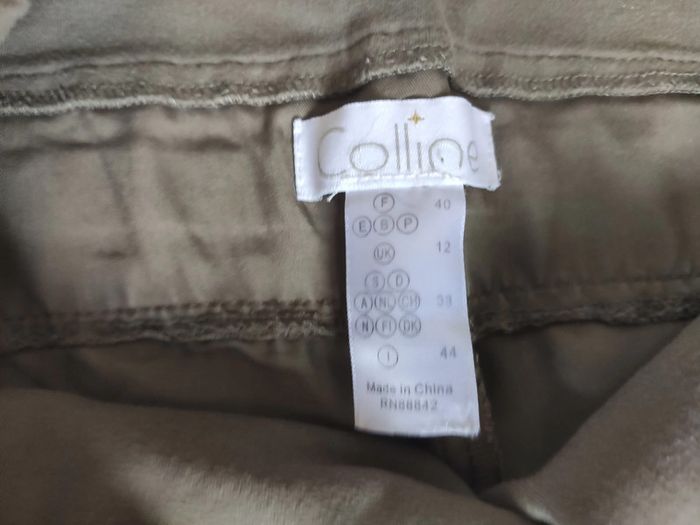 Colline
F 40
E B P
UK 12
S D
A NL CH 38
N FI DK
I 44
Made in China
RN88842